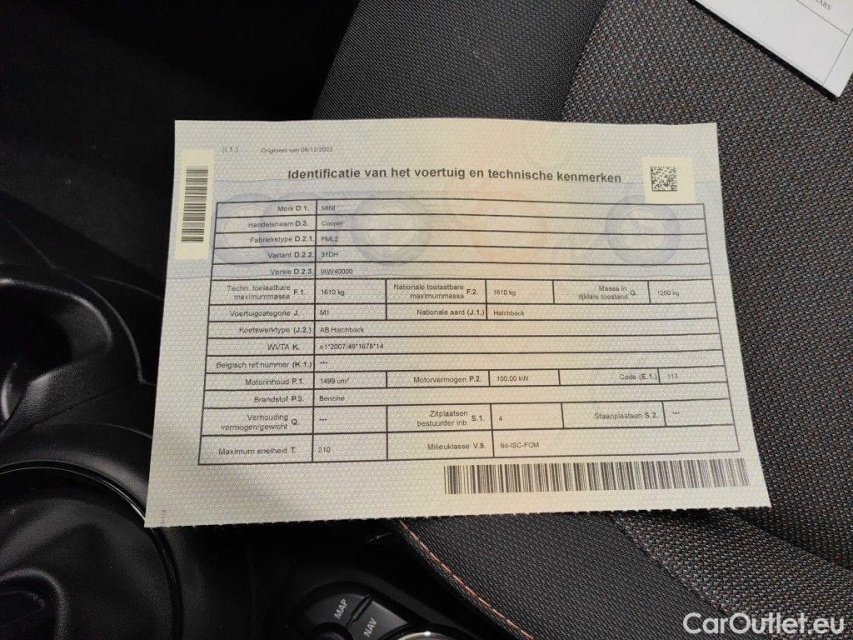 (I.1.) Origineel van 08/12/2022
Identificatie van het voertuig en technische kenmerken
Merk D.1. MINI
Handelsnaam D.3. Cooper
Fabriekstype D.2.1. FML2
Variant D.2.2. 31DH
Versie D.2.3. 9AW40000
Techn. toelaatbare maximummassa F.1. 1610 kg Nationale toelaatbare maximummassa F.2. 1610 kg Massa in rijklare toestand G. 1250 kg
Voertuigcategorie J. M1 Nationale aard (J.1.) Hatchback
Koetswerktype (J.2.) AB Hatchback
WVTA K. e1*2007/46*1678*14
Belgisch ref.nummer (K.1.) ---
Motorinhoud P.1. 1499 cm³ Motorvermogen P.2. 100.00 kW Code (E.1.) 113
Brandstof P.3. Benzine
Verhouding vermogen/gewicht Q. --- Zitplaatsen bestuurder inb. S.1. 4 Staanplaatsen S.2. ---
Maximum snelheid T. 210 Milieuklasse V.9. 6d-ISC-FCM
MAP
NAV
CarOutlet.eu